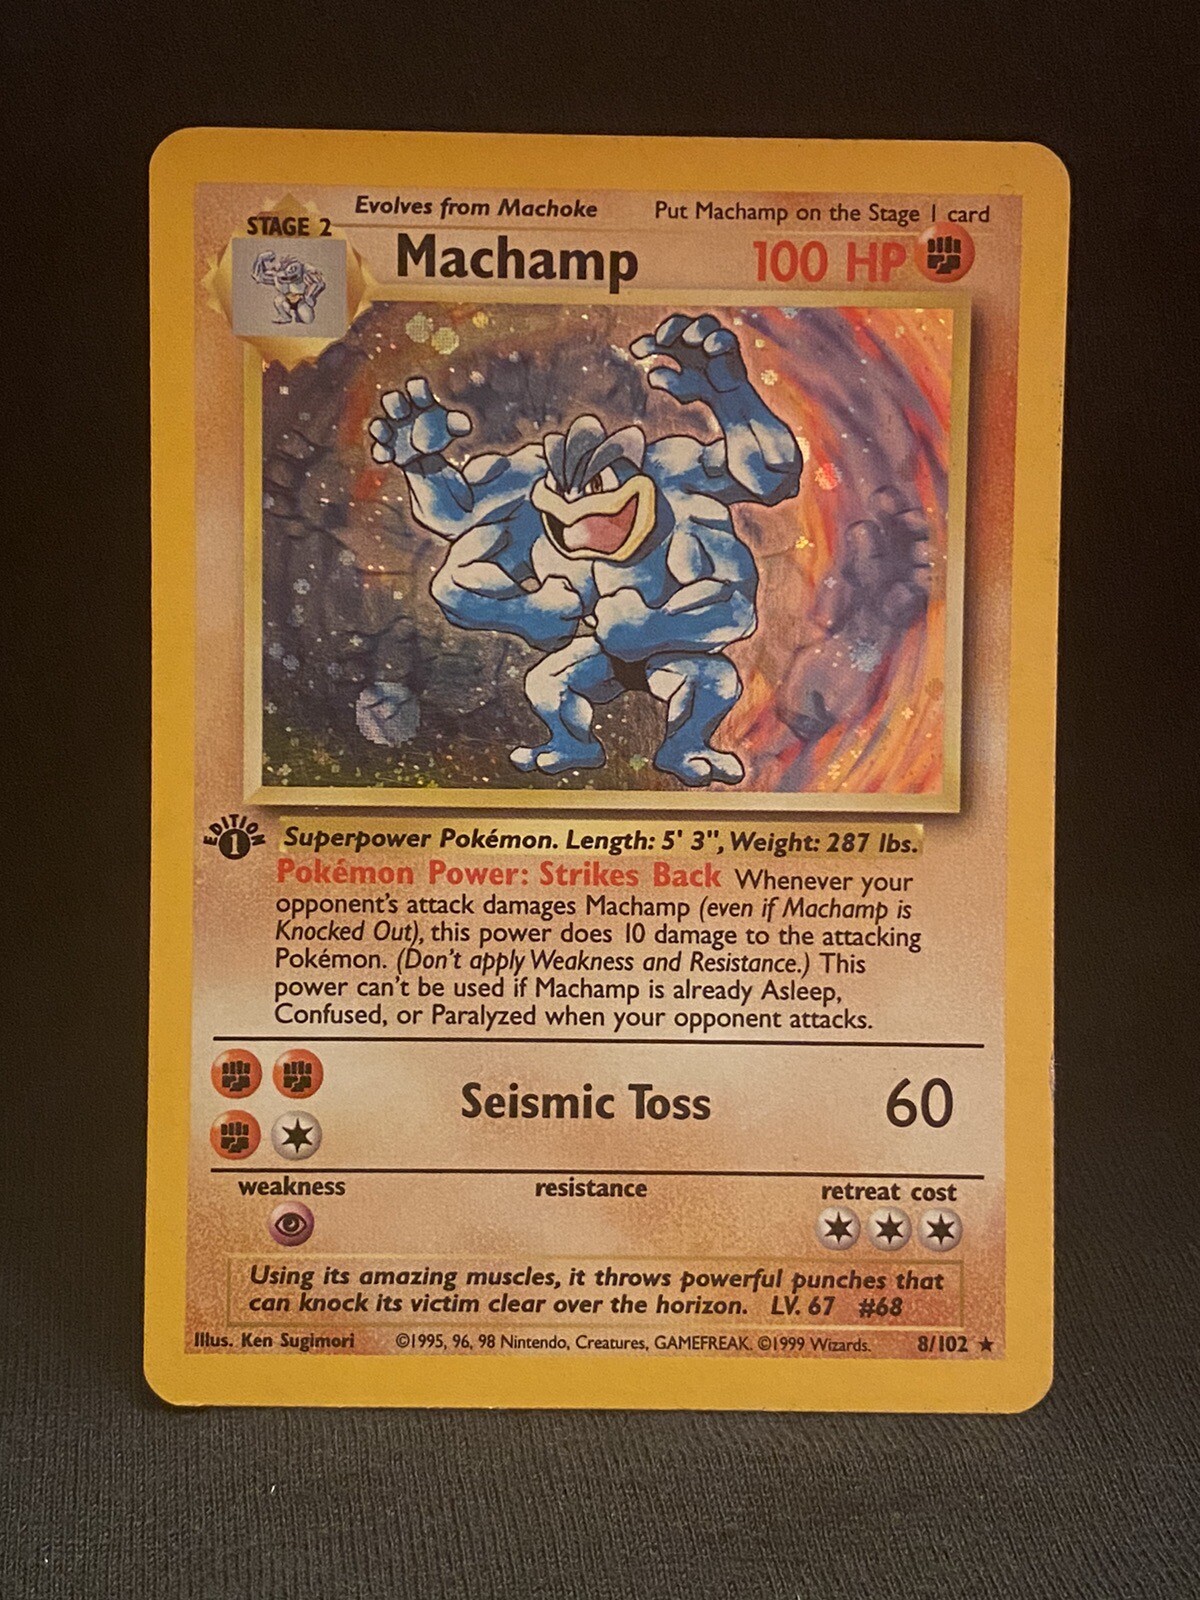 Evolves from Machoke Put Machamp on the Stage 1 card
STAGE 2
Machamp 100 HP
EDITION
1
Superpower Pokémon. Length: 5' 3", Weight: 287 lbs.
Pokémon Power: Strikes Back Whenever your
opponent's attack damages Machamp (even if Machamp is
Knocked Out), this power does 10 damage to the attacking
Pokémon. (Don't apply Weakness and Resistance.) This
power can't be used if Machamp is already Asleep,
Confused, or Paralyzed when your opponent attacks.
Seismic Toss 60
weakness resistance retreat cost
Using its amazing muscles, it throws powerful punches that
can knock its victim clear over the horizon. LV. 67 #68
Illus. Ken Sugimori ©1995, 96, 98 Nintendo, Creatures, GAMEFREAK. ©1999 Wizards. 8/102 ★